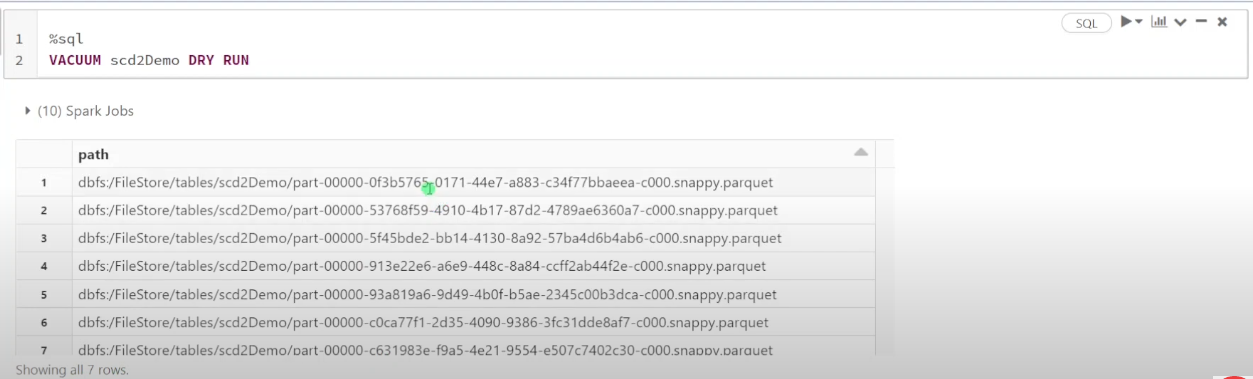 SQL
1 %sql
2 VACUUM scd2Demo DRY RUN
(10) Spark Jobs
path
1 dbfs:/FileStore/tables/scd2Demo/part-00000-0f3b5765-0171-44e7-a883-c34f77bbaeea-c000.snappy.parquet
2 dbfs:/FileStore/tables/scd2Demo/part-00000-53768f59-4910-4b17-87d2-4789ae6360a7-c000.snappy.parquet
3 dbfs:/FileStore/tables/scd2Demo/part-00000-5f45bde2-bb14-4130-8a92-57ba4d6b4ab6-c000.snappy.parquet
4 dbfs:/FileStore/tables/scd2Demo/part-00000-913e22e6-a6e9-448c-8a84-ccff2ab44f2e-c000.snappy.parquet
5 dbfs:/FileStore/tables/scd2Demo/part-00000-93a819a6-9d49-4b0f-b5ae-2345c00b3dca-c000.snappy.parquet
6 dbfs:/FileStore/tables/scd2Demo/part-00000-c0ca77f1-2d35-4090-9386-3fc31dde8af7-c000.snappy.parquet
7 dbfs:/FileStore/tables/scd2Demo/part-00000-c631983e-f9a5-4e21-9554-e507c7402c30-c000.snappy.parquet
Showing all 7 rows.